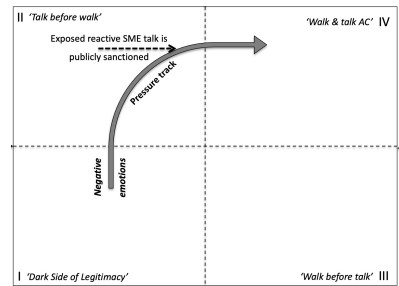 II 'Talk before walk'
'Walk & talk AC' IV
Exposed reactive SME talk is
publicly sanctioned
Pressure track
Negative
emotions
I 'Dark Side of Legitimacy'
'Walk before talk' III